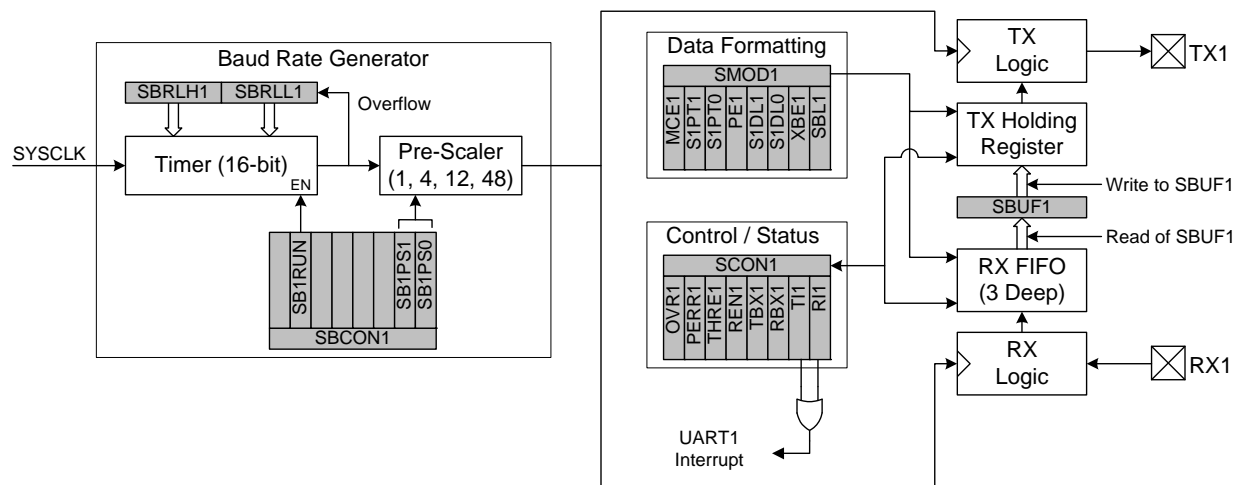 Baud Rate Generator
SBRLH1 SBRLL1
Overflow
SYSCLK
Timer (16-bit)
EN
Pre-Scaler
(1, 4, 12, 48)
SB1RUN
SB1PS1
SB1PS0
SBCON1
Data Formatting
SMOD1
MCE1
S1PT1
S1PT0
PE1
S1DL1
S1DL0
XBE1
SBL1
Control / Status
SCON1
OVR1
PERR1
THRE1
REN1
TBX1
RBX1
TI1
RI1
UART1
Interrupt
TX
Logic
TX1
TX Holding
Register
Write to SBUF1
SBUF1
Read of SBUF1
RX FIFO
(3 Deep)
RX
Logic
RX1